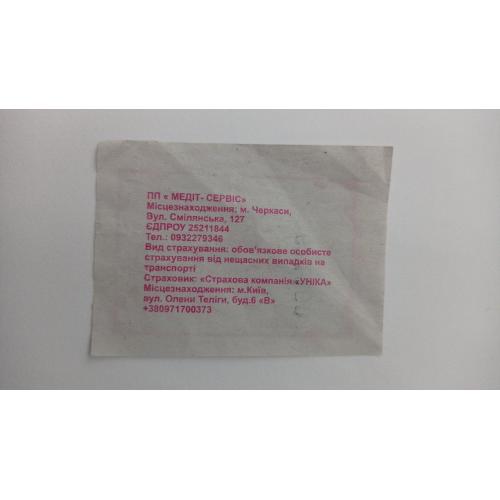 ПП « МЕДІТ- СЕРВІС»
Місцезнаходження: м. Черкаси,
Вул. Смілянська, 127
ЄДПРОУ 25211844
Тел.: 0932279346
Вид страхування: обов'язкове особисте
страхування від нещасних випадків на
транспорті
Страховик: «Страхова компанія «УНІКА»
Місцезнаходження: м.Київ,
вул. Олени Теліги, буд.6 «В»
+380971700373